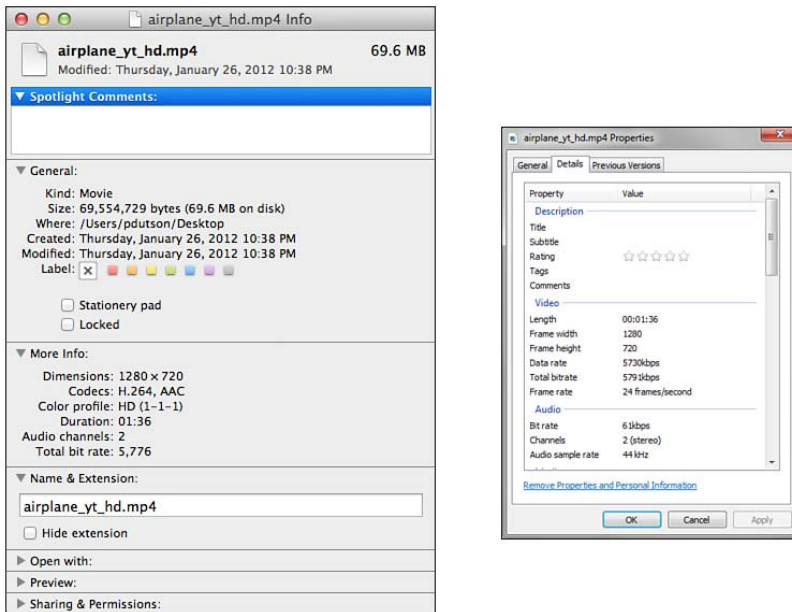 airplane_yt_hd.mp4 Info
airplane_yt_hd.mp4 69.6 MB
Modified: Thursday, January 26, 2012 10:38 PM
Spotlight Comments:
General:
Kind: Movie
Size: 69,554,729 bytes (69.6 MB on disk)
Where: /Users/pdutson/Desktop
Created: Thursday, January 26, 2012 10:38 PM
Modified: Thursday, January 26, 2012 10:38 PM
Label:
Stationery pad
Locked
More Info:
Dimensions: 1280 × 720
Codecs: H.264, AAC
Color profile: HD (1-1-1)
Duration: 01:36
Audio channels: 2
Total bit rate: 5,776
Name & Extension:
airplane_yt_hd.mp4
Hide extension
Open with:
Preview:
Sharing & Permissions:
airplane_yt_hd.mp4 Properties
General Details Previous Versions
Property Value
Description
Title
Subtitle
Rating
Tags
Comments
Video
Length 00:01:36
Frame width 1280
Frame height 720
Data rate 5730kbps
Total bitrate 5791kbps
Frame rate 24 frames/second
Audio
Bit rate 61kbps
Channels 2 (stereo)
Audio sample rate 44 kHz
Remove Properties and Personal Information
OK Cancel Apply